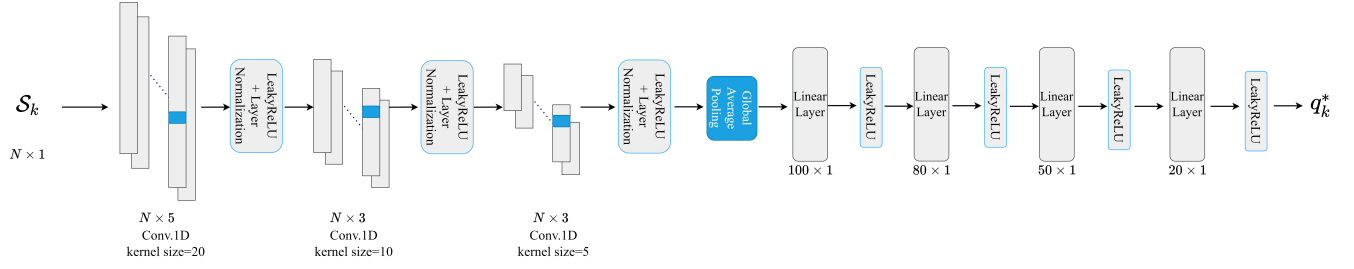 𝒮ₖ
N × 1
N × 5
Conv.1D
kernel size=20
LeakyReLU
+ Layer
Normalization
N × 3
Conv.1D
kernel size=10
LeakyReLU
+ Layer
Normalization
N × 3
Conv.1D
kernel size=5
LeakyReLU
+ Layer
Normalization
Global
Average
Pooling
Linear
Layer
100 × 1
LeakyReLU
Linear
Layer
80 × 1
LeakyReLU
Linear
Layer
50 × 1
LeakyReLU
Linear
Layer
20 × 1
LeakyReLU
q*ₖ